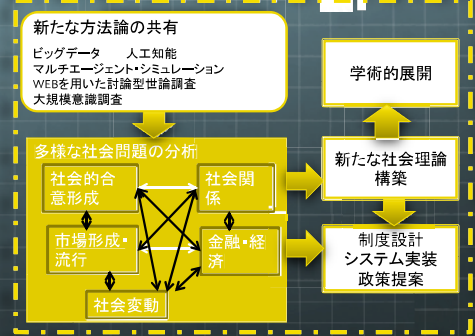 新たな方法論の共有
ビッグデータ　人工知能
マルチエージェント・シミュレーション
WEBを用いた討論型世論調査
大規模意識調査
多様な社会問題の分析
社会的合
意形成
社会関
係
市場形成・
流行
金融・経
済
社会変動
学術的展開
新たな社会理論
構築
制度設計
システム実装
政策提案